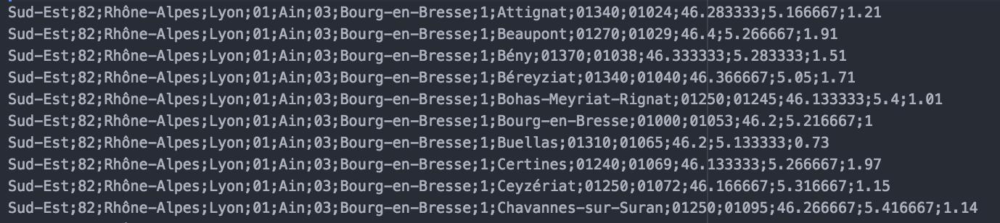 Sud-Est;82;Rhône-Alpes;Lyon;01;Ain;03;Bourg-en-Bresse;1;Attignat;01340;01024;46.283333;5.166667;1.21
Sud-Est;82;Rhône-Alpes;Lyon;01;Ain;03;Bourg-en-Bresse;1;Beaupont;01270;01029;46.4;5.266667;1.91
Sud-Est;82;Rhône-Alpes;Lyon;01;Ain;03;Bourg-en-Bresse;1;Bény;01370;01038;46.333333;5.283333;1.51
Sud-Est;82;Rhône-Alpes;Lyon;01;Ain;03;Bourg-en-Bresse;1;Béreyziat;01340;01040;46.366667;5.05;1.71
Sud-Est;82;Rhône-Alpes;Lyon;01;Ain;03;Bourg-en-Bresse;1;Bohas-Meyriat-Rignat;01250;01245;46.133333;5.4;1.01
Sud-Est;82;Rhône-Alpes;Lyon;01;Ain;03;Bourg-en-Bresse;1;Bourg-en-Bresse;01000;01053;46.2;5.216667;1
Sud-Est;82;Rhône-Alpes;Lyon;01;Ain;03;Bourg-en-Bresse;1;Buellas;01310;01065;46.2;5.133333;0.73
Sud-Est;82;Rhône-Alpes;Lyon;01;Ain;03;Bourg-en-Bresse;1;Certines;01240;01069;46.133333;5.266667;1.97
Sud-Est;82;Rhône-Alpes;Lyon;01;Ain;03;Bourg-en-Bresse;1;Ceyzériat;01250;01072;46.166667;5.316667;1.15
Sud-Est;82;Rhône-Alpes;Lyon;01;Ain;03;Bourg-en-Bresse;1;Chavannes-sur-Suran;01250;01095;46.266667;5.416667;1.14